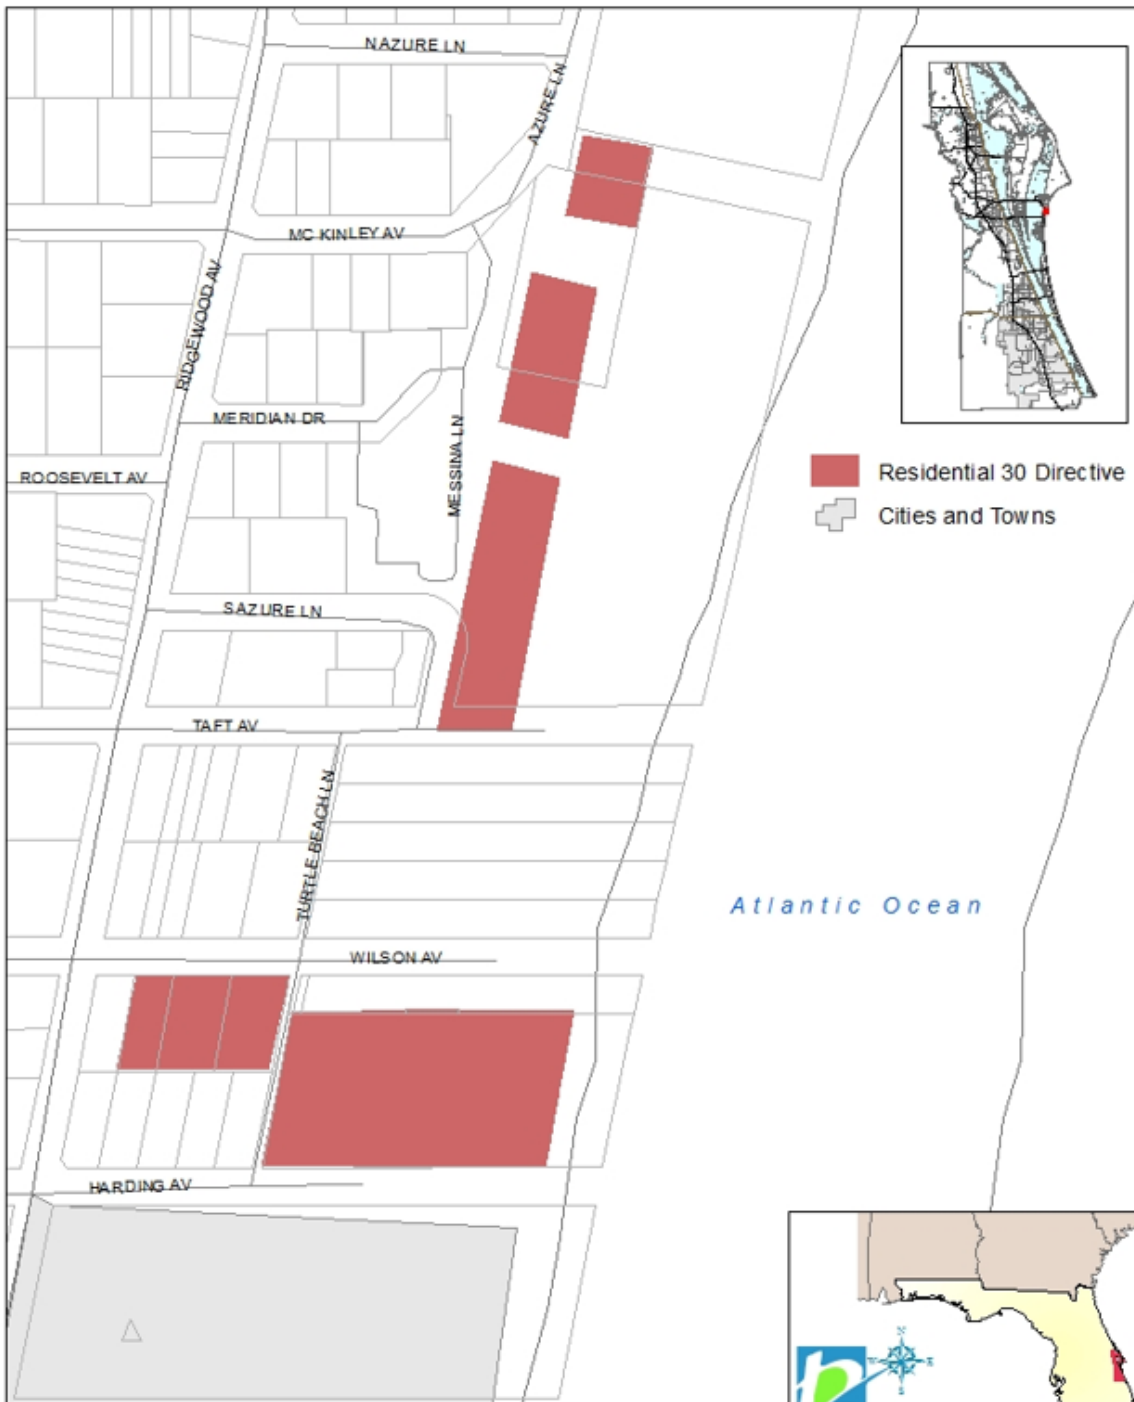 NAZURE LN
AZURE LN
MC KINLEY AV
RIDGEWOOD AV
MERIDIAN DR
MESSINA LN
ROOSEVELT AV
Residential 30 Directive
Cities and Towns
SAZURE LN
TAFT AV
TURTLE BEACH LN
Atlantic Ocean
WILSON AV
HARDING AV
N
W
E
S